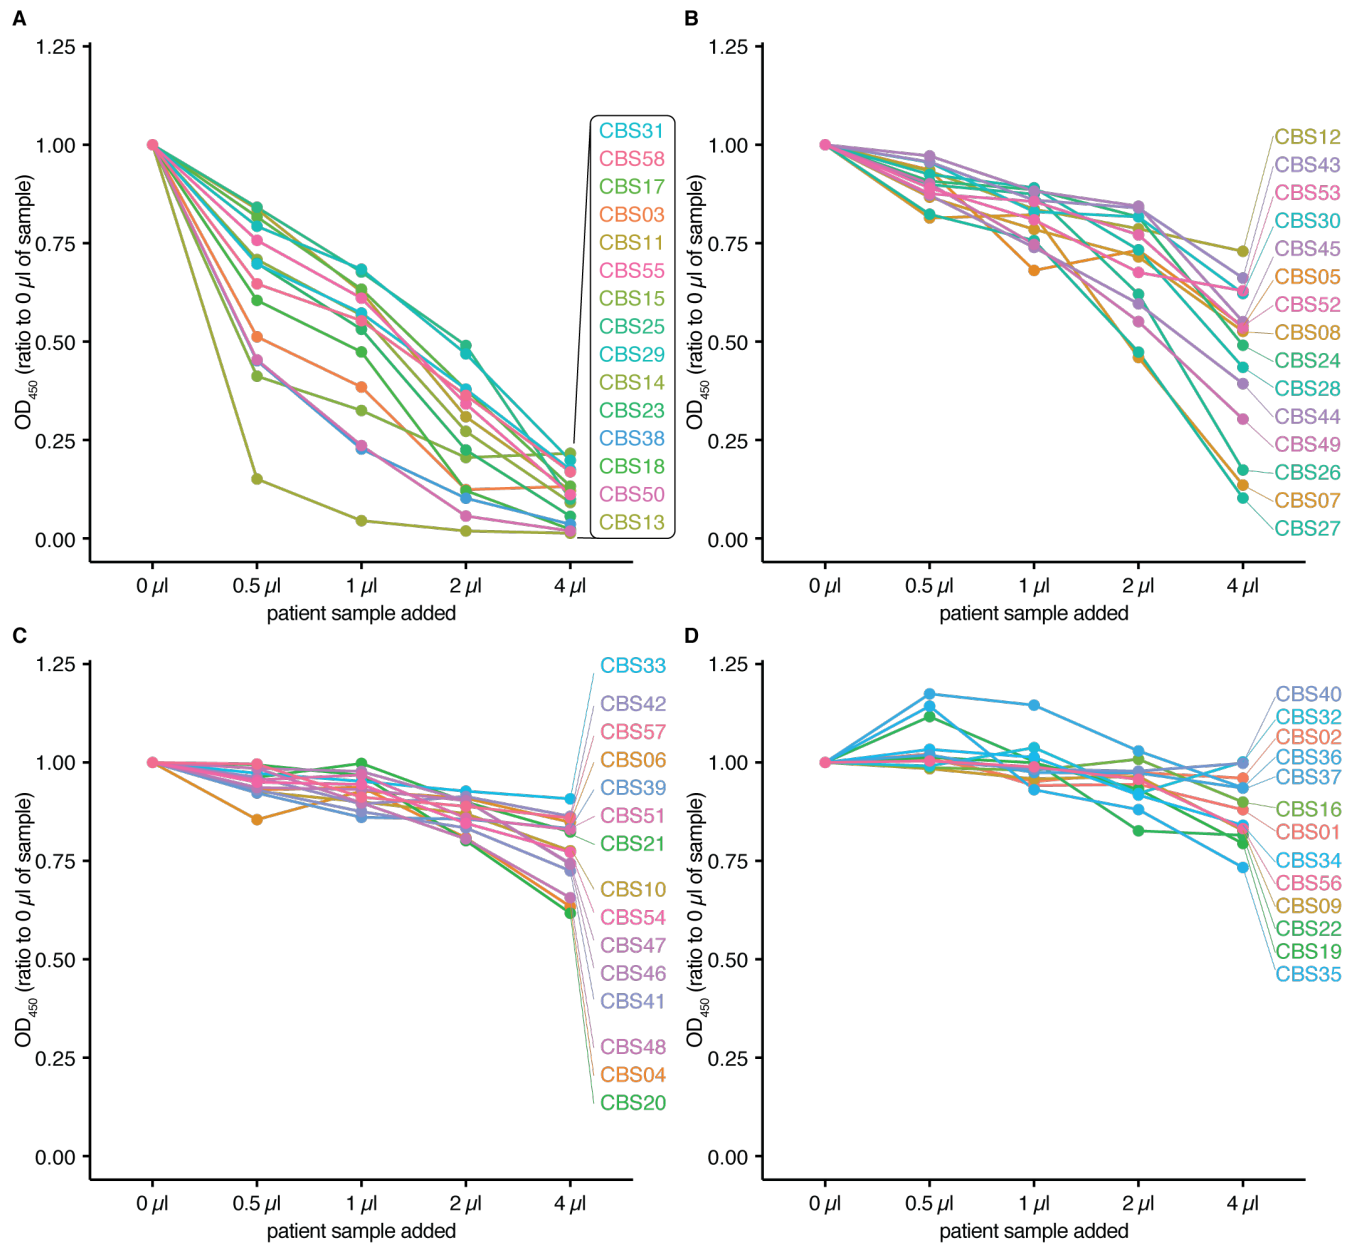 A
OD450 (ratio to 0 µl of sample)
1.25
1.00
0.75
0.50
0.25
0.00
0 µl 0.5 µl 1 µl 2 µl 4 µl
patient sample added
CBS31
CBS58
CBS17
CBS03
CBS11
CBS55
CBS15
CBS25
CBS29
CBS14
CBS23
CBS38
CBS18
CBS50
CBS13
B
OD450 (ratio to 0 µl of sample)
1.25
1.00
0.75
0.50
0.25
0.00
0 µl 0.5 µl 1 µl 2 µl 4 µl
patient sample added
CBS12
CBS43
CBS53
CBS30
CBS45
CBS05
CBS52
CBS08
CBS24
CBS28
CBS44
CBS49
CBS26
CBS07
CBS27
C
OD450 (ratio to 0 µl of sample)
1.25
1.00
0.75
0.50
0.25
0.00
0 µl 0.5 µl 1 µl 2 µl 4 µl
patient sample added
CBS33
CBS42
CBS57
CBS06
CBS39
CBS51
CBS21
CBS10
CBS54
CBS47
CBS46
CBS41
CBS48
CBS04
CBS20
D
OD450 (ratio to 0 µl of sample)
1.25
1.00
0.75
0.50
0.25
0.00
0 µl 0.5 µl 1 µl 2 µl 4 µl
patient sample added
CBS40
CBS32
CBS02
CBS36
CBS37
CBS16
CBS01
CBS34
CBS56
CBS09
CBS22
CBS19
CBS35